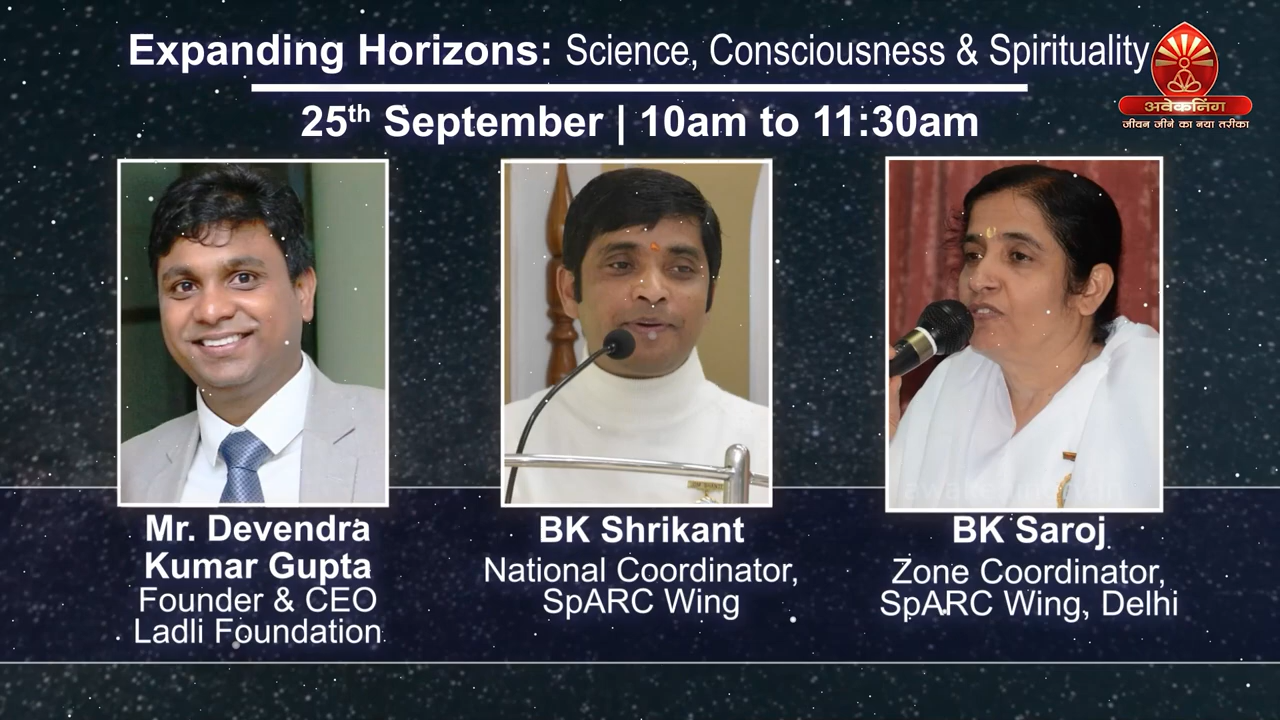 Expanding Horizons: Science, Consciousness & Spirituality
अवेकनिंग
जीवन जीने का नया तरीका
25th September | 10am to 11:30am
Mr. Devendra
Kumar Gupta
Founder & CEO
Ladli Foundation
BK Shrikant
National Coordinator,
SpARC Wing
BK Saroj
Zone Coordinator,
SpARC Wing, Delhi